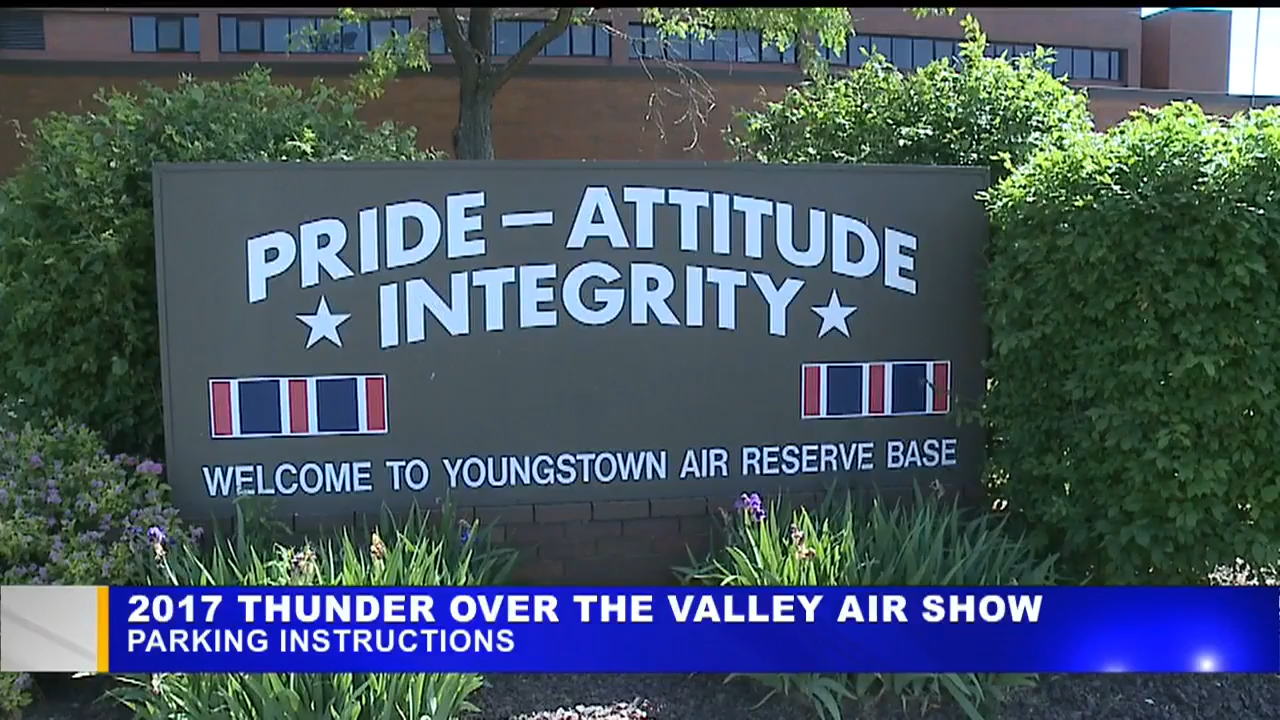 PRIDE – ATTITUDE
INTEGRITY
WELCOME TO YOUNGSTOWN AIR RESERVE BASE
2017 THUNDER OVER THE VALLEY AIR SHOW
PARKING INSTRUCTIONS